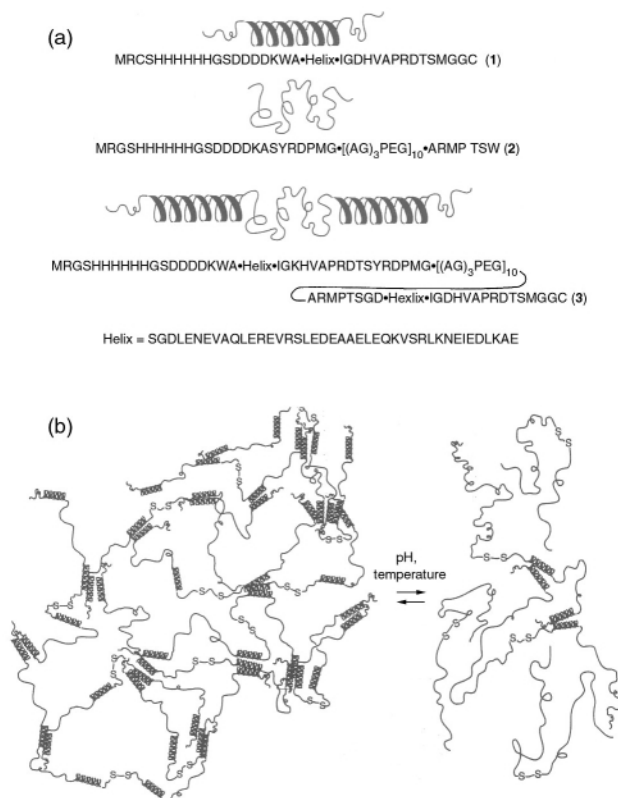 (a)
MRCSHHHHHHGSDDDDKWA•Helix•IGDHVAPRDTSMGGC (1)
MRGSHHHHHHGSDDDDKASYRDPMG•[(AG)3PEG]10•ARMP TSW (2)
MRGSHHHHHHGSDDDDKWA•Helix•IGKHVAPRDTSYRDPMG•[(AG)3PEG]10
ARMPTSGD•Hexlix•IGDHVAPRDTSMGGC (3)
Helix = SGDLENEVAQLEREVRSLEDEAAELEQKVSRLKNEIEDLKAE
(b)
pH,
temperature
S–S
S–S
S–S
S–S
S–S
S–S
S–S
S–S
S–S
S–S